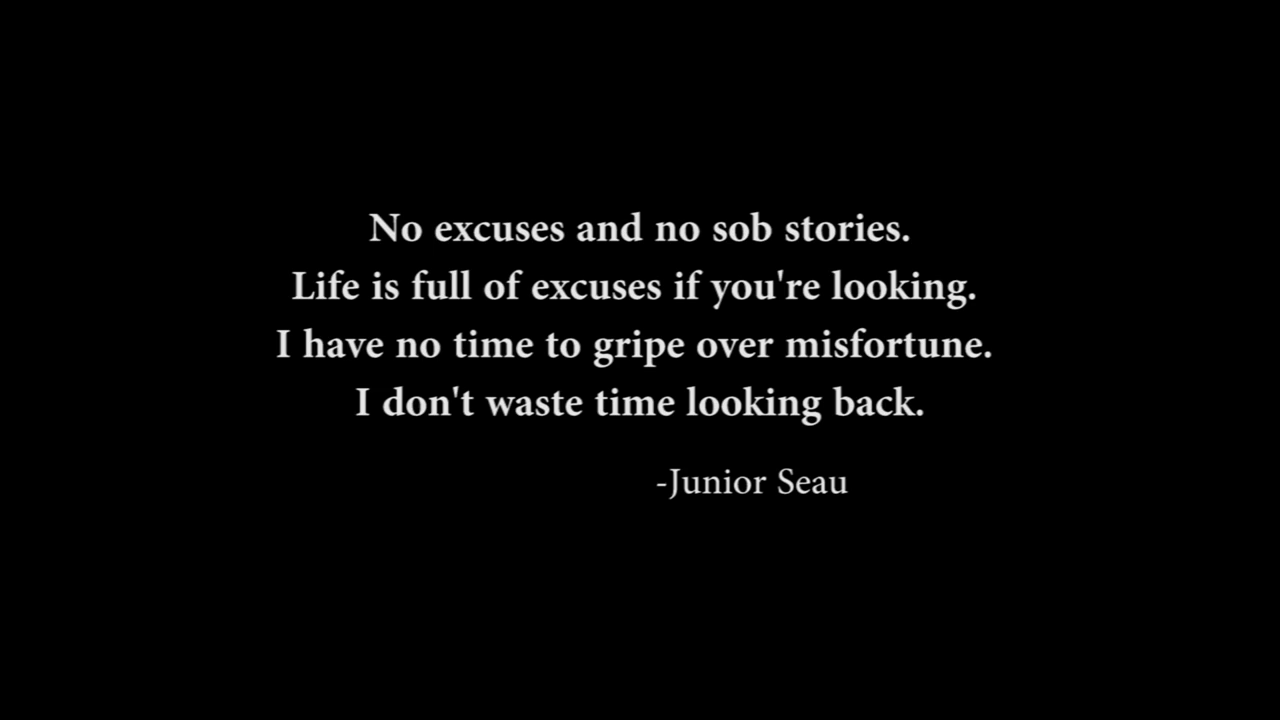 No excuses and no sob stories.
Life is full of excuses if you're looking.
I have no time to gripe over misfortune.
I don't waste time looking back.
-Junior Seau